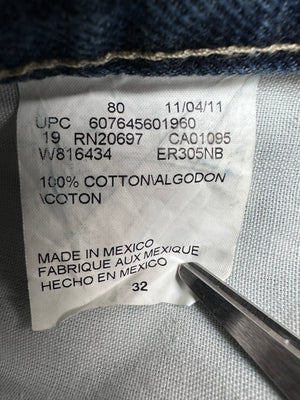 80 11/04/11
UPC 607645601960
19 RN20697 CA01095
W816434 ER305NB
100% COTTON\ALGODON
\COTON
MADE IN MEXICO
FABRIQUE AUX MEXIQUE
HECHO EN MEXICO
32